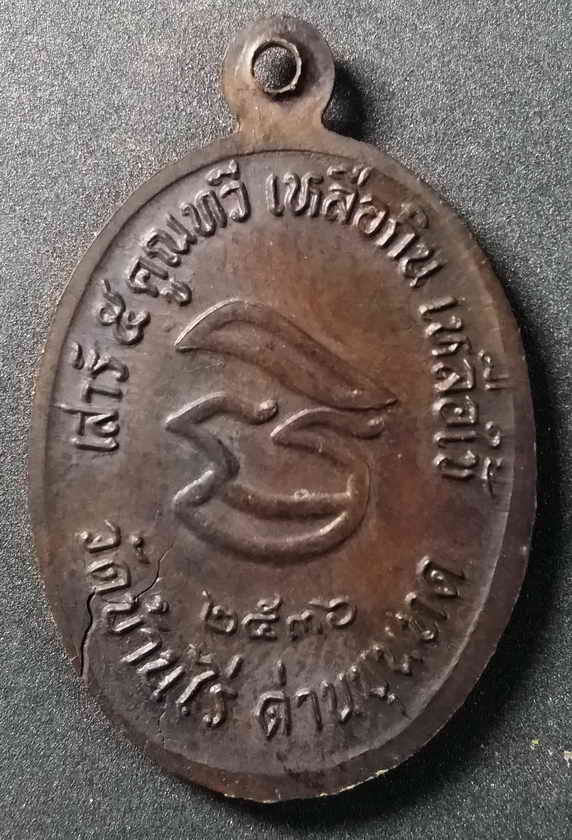 เสาร์ ๕ คูณทวี เหลือกิน เหลือใช้
๒๕๓๖
วัดบ้านไร่ ด่านขุนทด